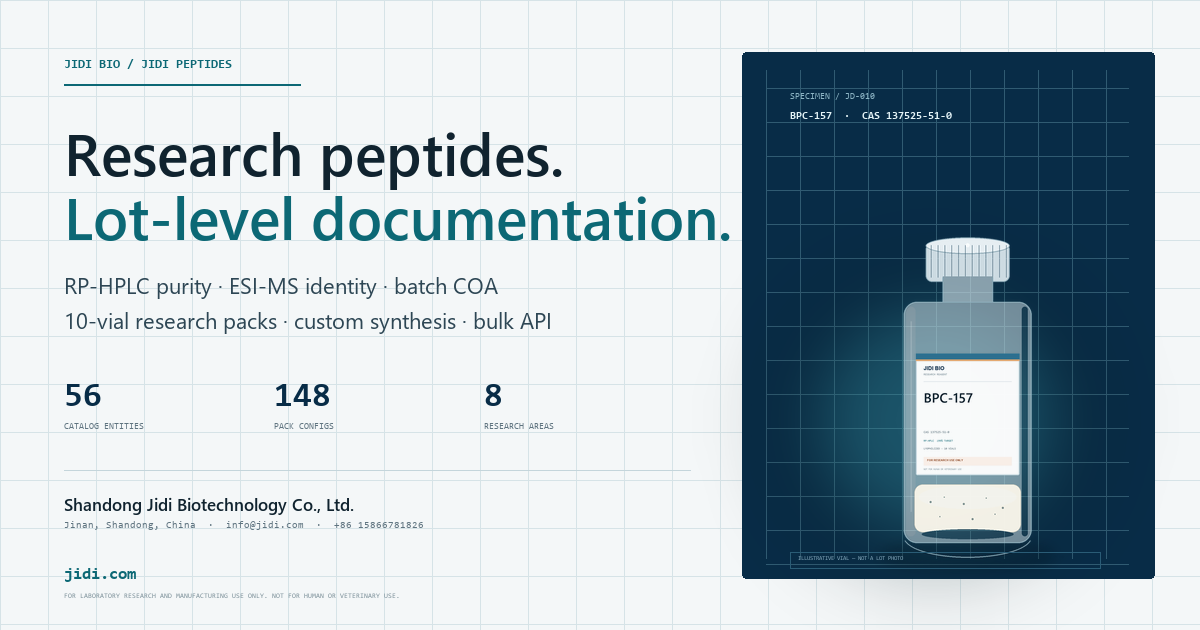 JIDI BIO / JIDI PEPTIDES
Research peptides.
Lot-level documentation.
RP-HPLC purity · ESI-MS identity · batch COA
10-vial research packs · custom synthesis · bulk API
56
CATALOG ENTITIES
148
PACK CONFIGS
8
RESEARCH AREAS
Shandong Jidi Biotechnology Co., Ltd.
Jinan, Shandong, China · info@jidi.com · +86 15866781826
jidi.com
FOR LABORATORY RESEARCH AND MANUFACTURING USE ONLY. NOT FOR HUMAN OR VETERINARY USE.
SPECIMEN / JD-010
BPC-157 · CAS 137525-51-0
JIDI BIO
BPC-157
FOR RESEARCH USE ONLY
ILLUSTRATIVE VIAL — NOT A LOT PHOTO